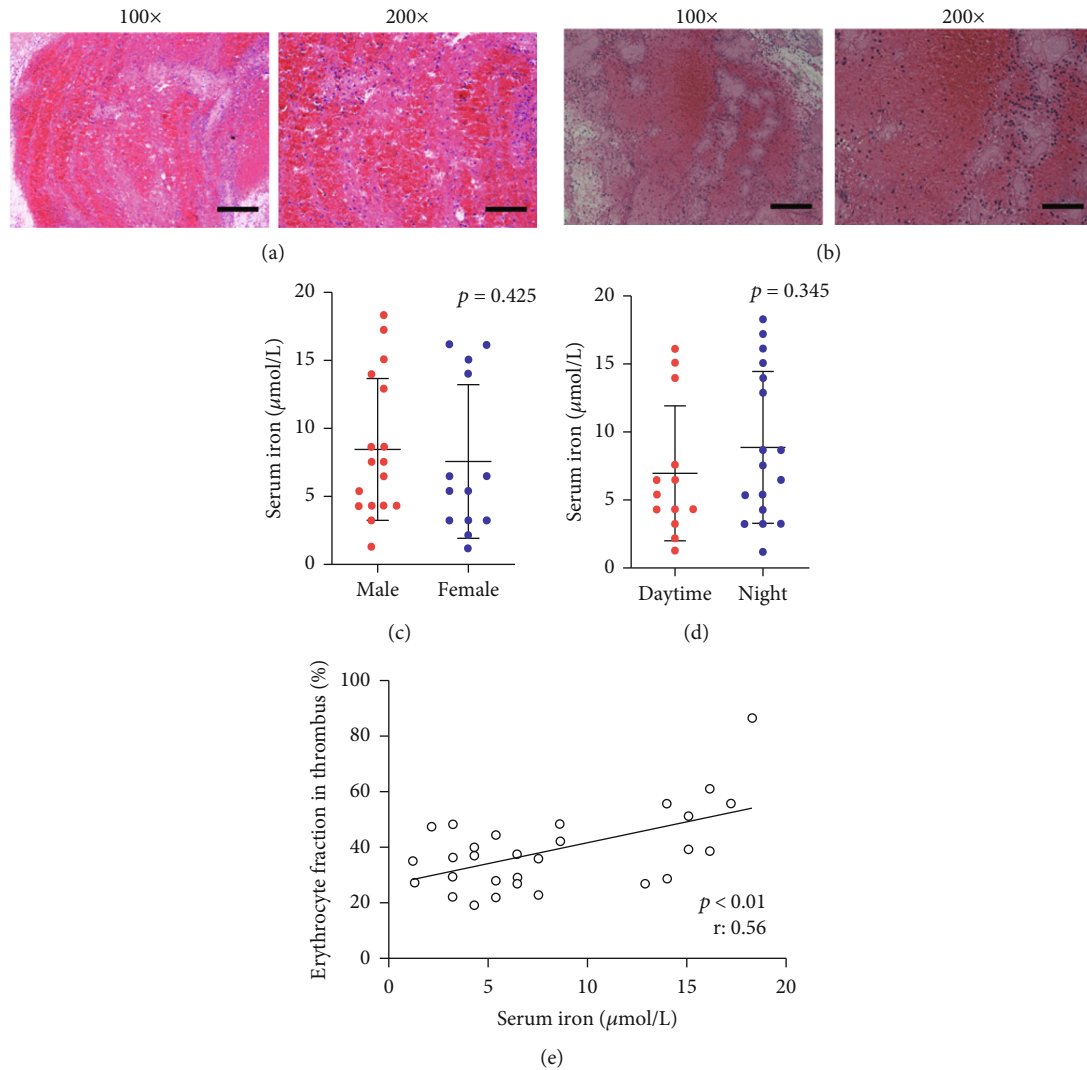 100×
200×
100×
200×
(a)
(b)
Serum iron (μmol/L)
20
15
10
5
0
p = 0.425
Male
Female
(c)
Serum iron (μmol/L)
20
15
10
5
0
p = 0.345
Daytime
Night
(d)
Erythrocyte fraction in thrombus (%)
100
80
60
40
20
0
p < 0.01
r: 0.56
0
5
10
15
20
Serum iron (μmol/L)
(e)